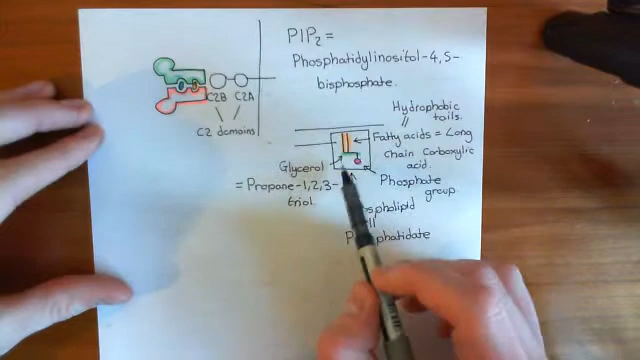 PIP2 =
Phosphatidylinositol-4,5-
bisphosphate.
C2B C2A
C2 domains
Hydrophobic
tails.
Fatty acids = Long
chain Carboxylic
acid.
Glycerol
= Propane-1,2,3-
triol.
Phosphate
group.